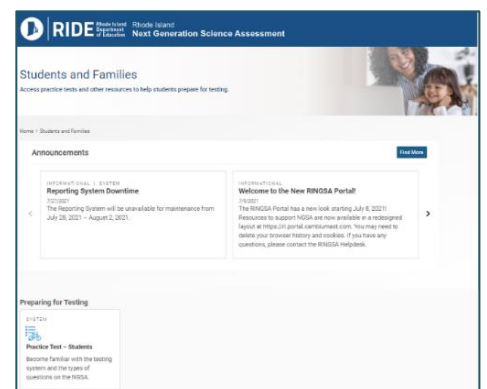 RIDE Rhode Island Department of Education
Rhode Island
Next Generation Science Assessment
Students and Families
Access practice tests and other resources to help students prepare for testing.
Home > Students and Families
Announcements
Find More
INFORMATIONAL | SYSTEM
Reporting System Downtime
7/27/2021
The Reporting System will be unavailable for maintenance from
July 28, 2021 – August 2, 2021.
INFORMATIONAL
Welcome to the New RINGSA Portal!
7/6/2021
The RINGSA Portal has a new look starting July 8, 2021!
Resources to support NGSA are now available in a redesigned
layout at https://ri.portal.cambiumast.com. You may need to
delete your browser history and cookies. If you have any
questions, please contact the RINGSA Helpdesk.
Preparing for Testing
SYSTEM
Practice Test – Students
Become familiar with the testing
system and the types of
questions on the NGSA.